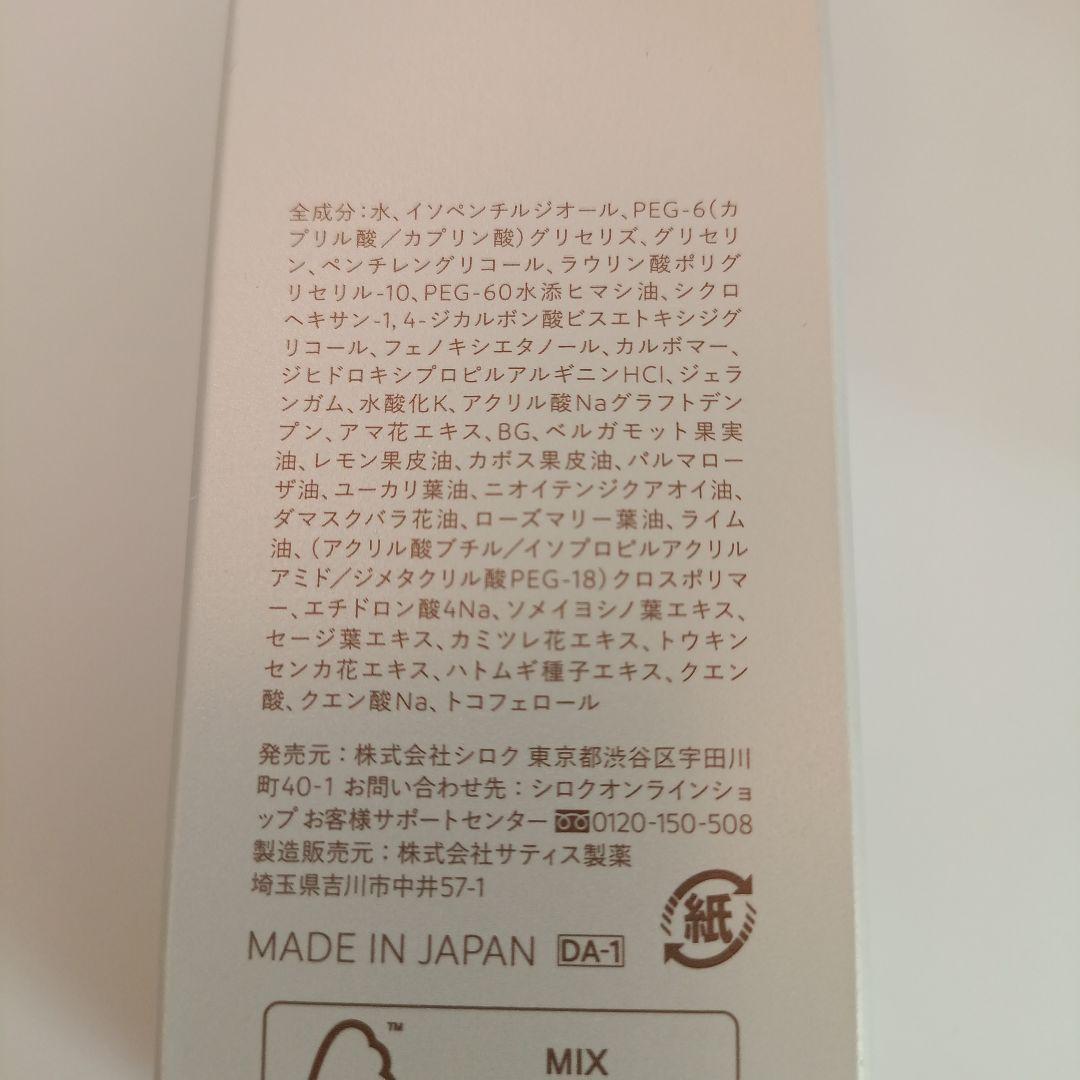 全成分：水、イソペンチルジオール、PEG-6（カ
プリル酸／カプリン酸）グリセリズ、グリセリ
ン、ペンチレングリコール、ラウリン酸ポリグ
リセリル-10、PEG-60水添ヒマシ油、シクロ
ヘキサン-1, 4-ジカルボン酸ビスエトキシジグ
リコール、フェノキシエタノール、カルボマー、
ジヒドロキシプロピルアルギニンHCl、ジェラ
ンガム、水酸化K、アクリル酸Naグラフトデン
プン、アマ花エキス、BG、ベルガモット果実
油、レモン果皮油、カボス果皮油、パルマロー
ザ油、ユーカリ葉油、ニオイテンジクアオイ油、
ダマスクバラ花油、ローズマリー葉油、ライム
油、（アクリル酸ブチル／イソプロピルアクリル
アミド／ジメタクリル酸PEG-18）クロスポリマ
ー、エチドロン酸4Na、ソメイヨシノ葉エキス、
セージ葉エキス、カミツレ花エキス、トウキン
センカ花エキス、ハトムギ種子エキス、クエン
酸、クエン酸Na、トコフェロール
発売元：株式会社シロク 東京都渋谷区宇田川
町40-1 お問い合わせ先：シロクオンラインショ
ップ お客様サポートセンター 0120-150-508
製造販売元：株式会社サティス製薬
埼玉県吉川市中井57-1
紙
MADE IN JAPAN DA-1
TM
MIX